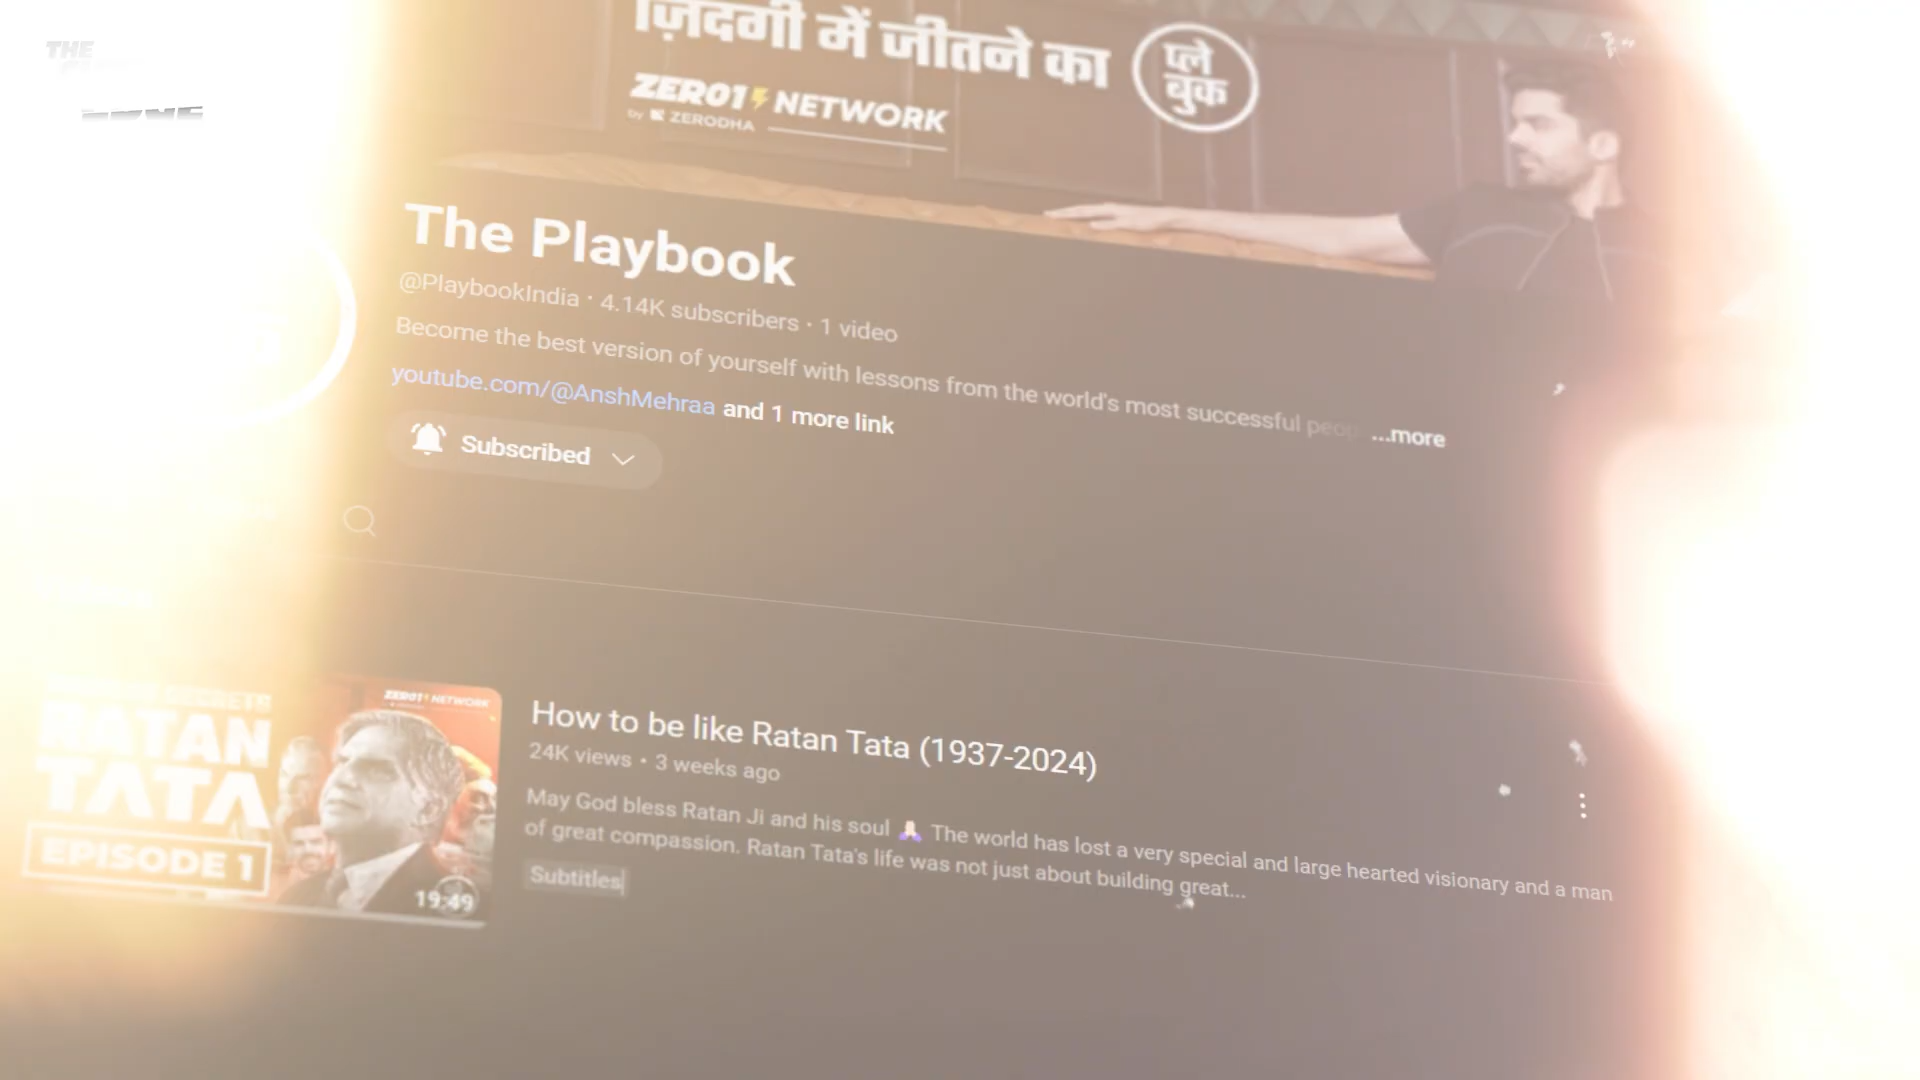 THE
ज़िंदगी में जीतने का
प्ले
बुक
ZERO1 NETWORK
by ZERODHA
The Playbook
@PlaybookIndia · 4.14K subscribers · 1 video
Become the best version of yourself with lessons from the world's most successful peop ...more
youtube.com/@AnshMehraa and 1 more link
Subscribed
RATAN
TATA
EPISODE 1
ZERO1 NETWORK
19:49
How to be like Ratan Tata (1937-2024)
24K views · 3 weeks ago
May God bless Ratan Ji and his soul 🙏🏻 The world has lost a very special and large hearted visionary and a man
of great compassion. Ratan Tata's life was not just about building great...
Subtitles